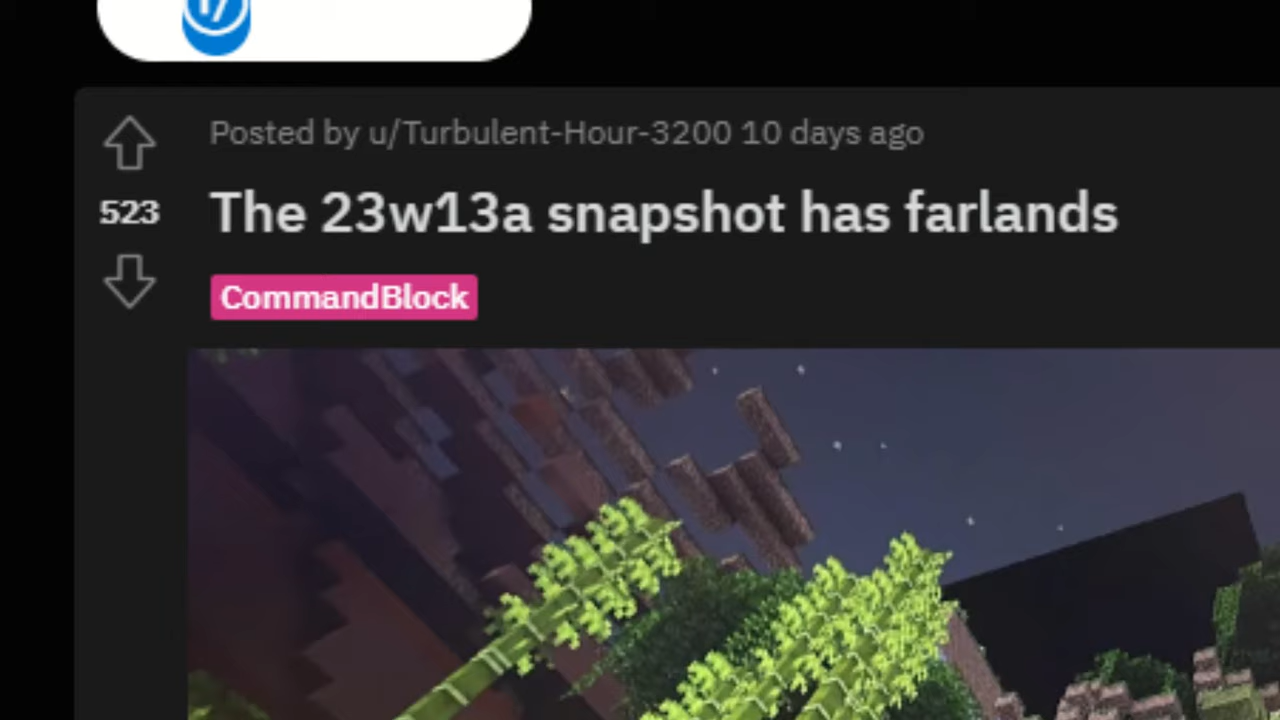 Posted by u/Turbulent-Hour-3200 10 days ago
523
The 23w13a snapshot has farlands
CommandBlock